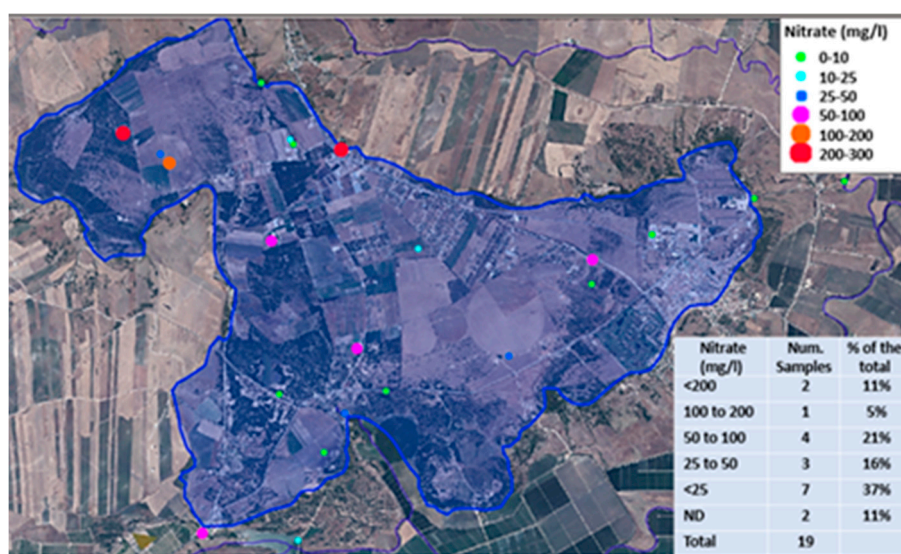 Nitrate (mg/l)
0-10
10-25
25-50
50-100
100-200
200-300
Nitrate (mg/l) Num. Samples % of the total
<200 2 11%
100 to 200 1 5%
50 to 100 4 21%
25 to 50 3 16%
<25 7 37%
ND 2 11%
Total 19